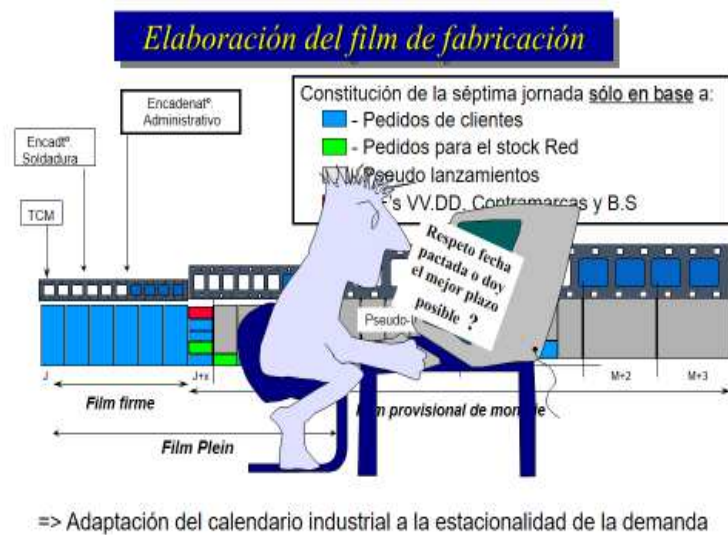 Elaboración del film de fabricación
Constitución de la séptima jornada sólo en base a:
- Pedidos de clientes
- Pedidos para el stock Red
Pseudo lanzamientos
VV.DD. Contramarcas y B.S
Encadenatº.
Administrativo
Encadtº.
Soldadura
TCM
Respeto fecha
pactada o doy
el mejor plazo
posible ?
Pseudo-l
J
J+x
M+2
M+3
Film firme
provisional de mon
Film Plein
=> Adaptación del calendario industrial a la estacionalidad de la demanda